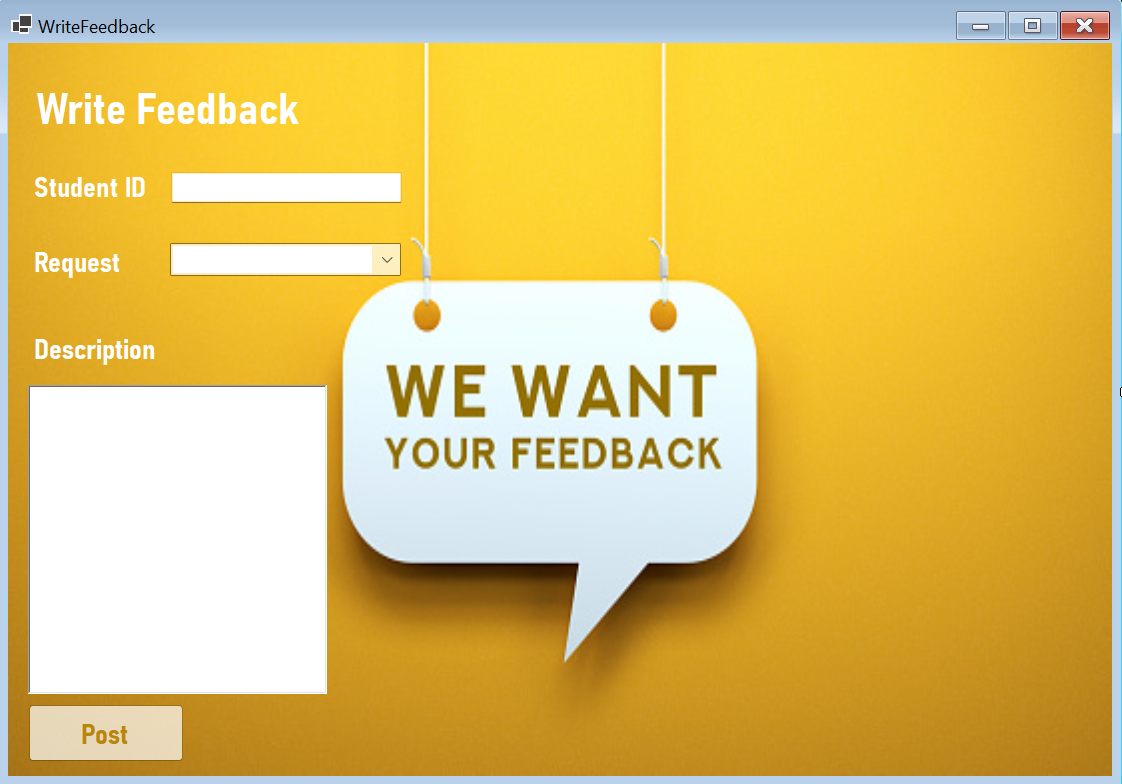 WriteFeedback
Write Feedback
Student ID
Request
Description
WE WANT
YOUR FEEDBACK
Post